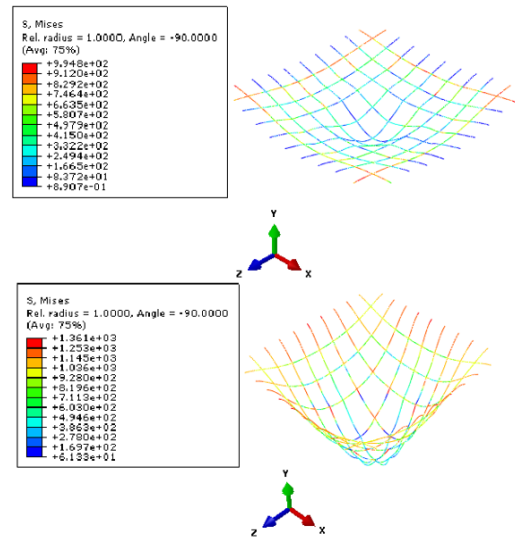 S, Mises
Rel. radius = 1.0000, Angle = -90.0000
(Avg: 75%)
+9.948e+02
+9.120e+02
+8.292e+02
+7.464e+02
+6.635e+02
+5.807e+02
+4.979e+02
+4.150e+02
+3.322e+02
+2.494e+02
+1.665e+02
+8.372e+01
+8.907e-01
Y
Z
X
S, Mises
Rel. radius = 1.0000, Angle = -90.0000
(Avg: 75%)
+1.361e+03
+1.253e+03
+1.145e+03
+1.036e+03
+9.280e+02
+8.196e+02
+7.113e+02
+6.030e+02
+4.946e+02
+3.863e+02
+2.780e+02
+1.697e+02
+6.133e+01
Y
Z
X